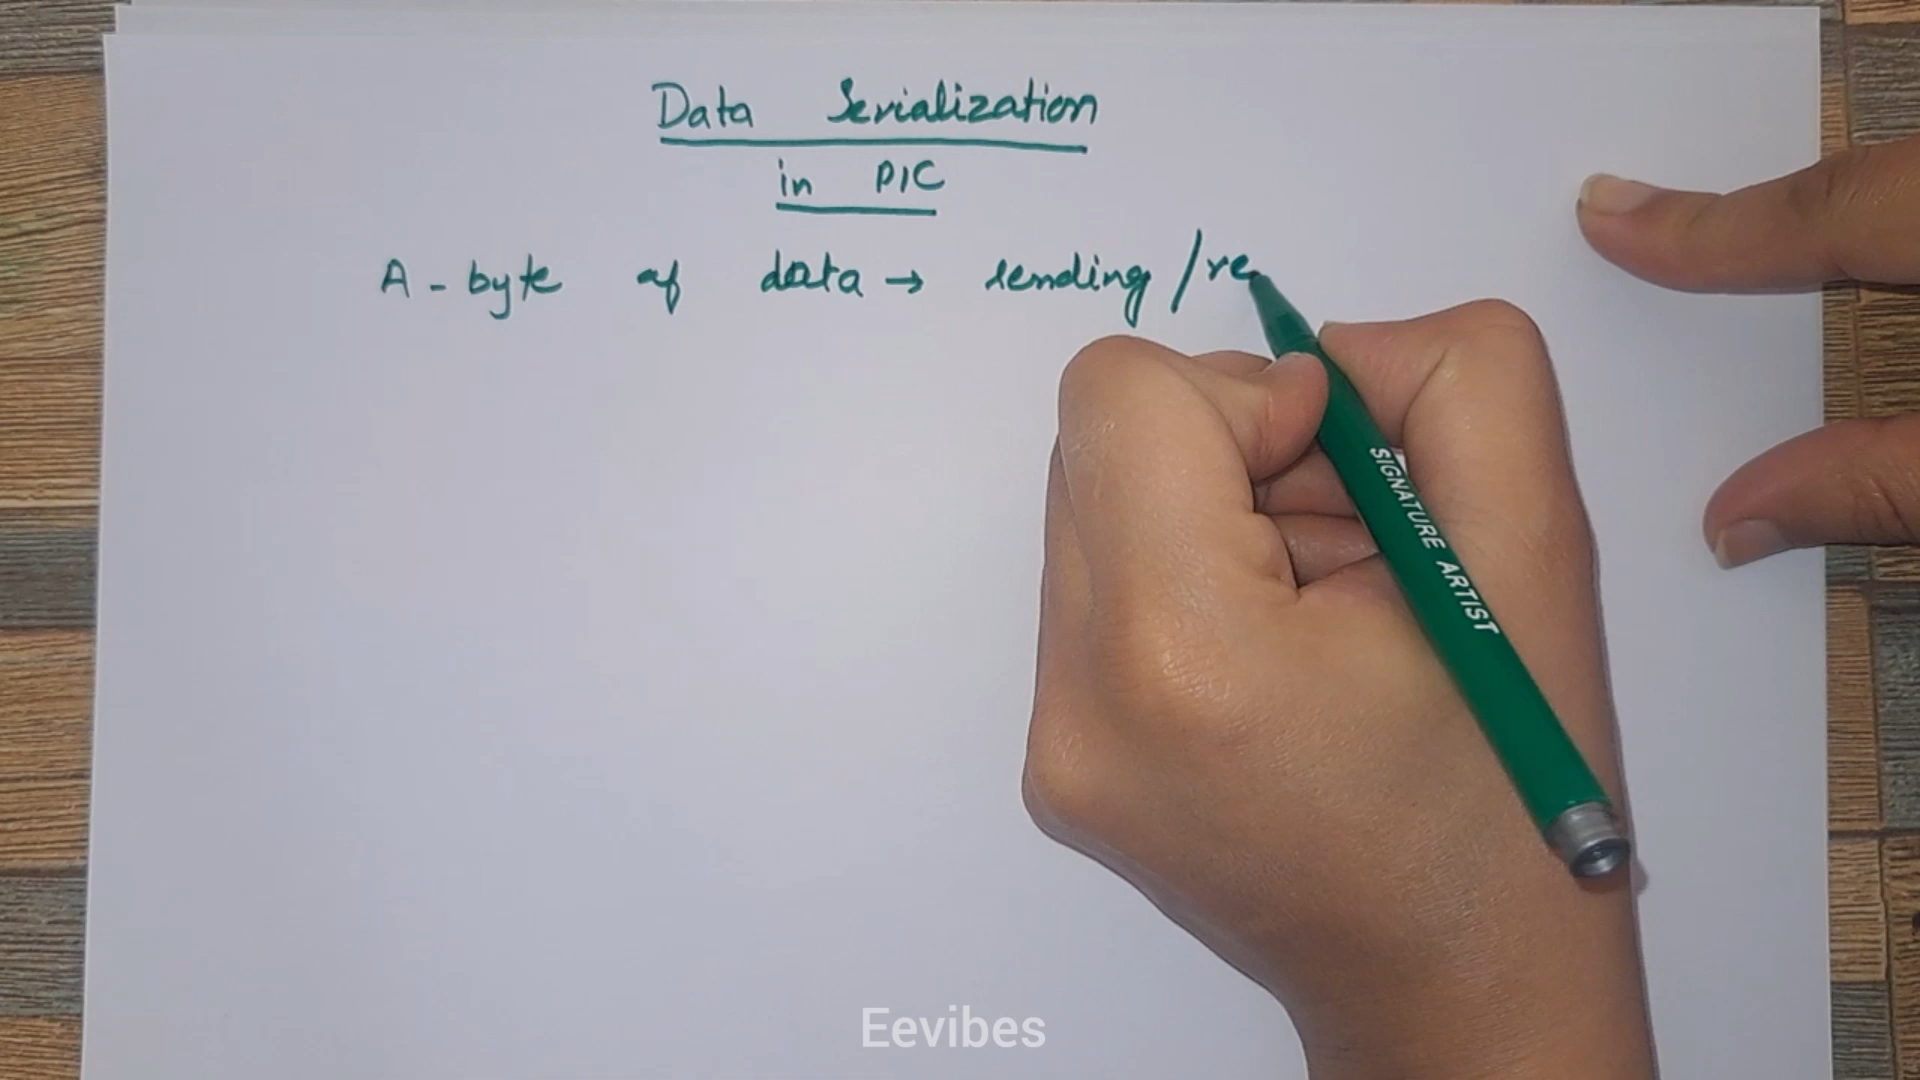 Data Serialization
in PIC
A - byte of data → sending / re
SIGNATURE ARTIST
Eevibes